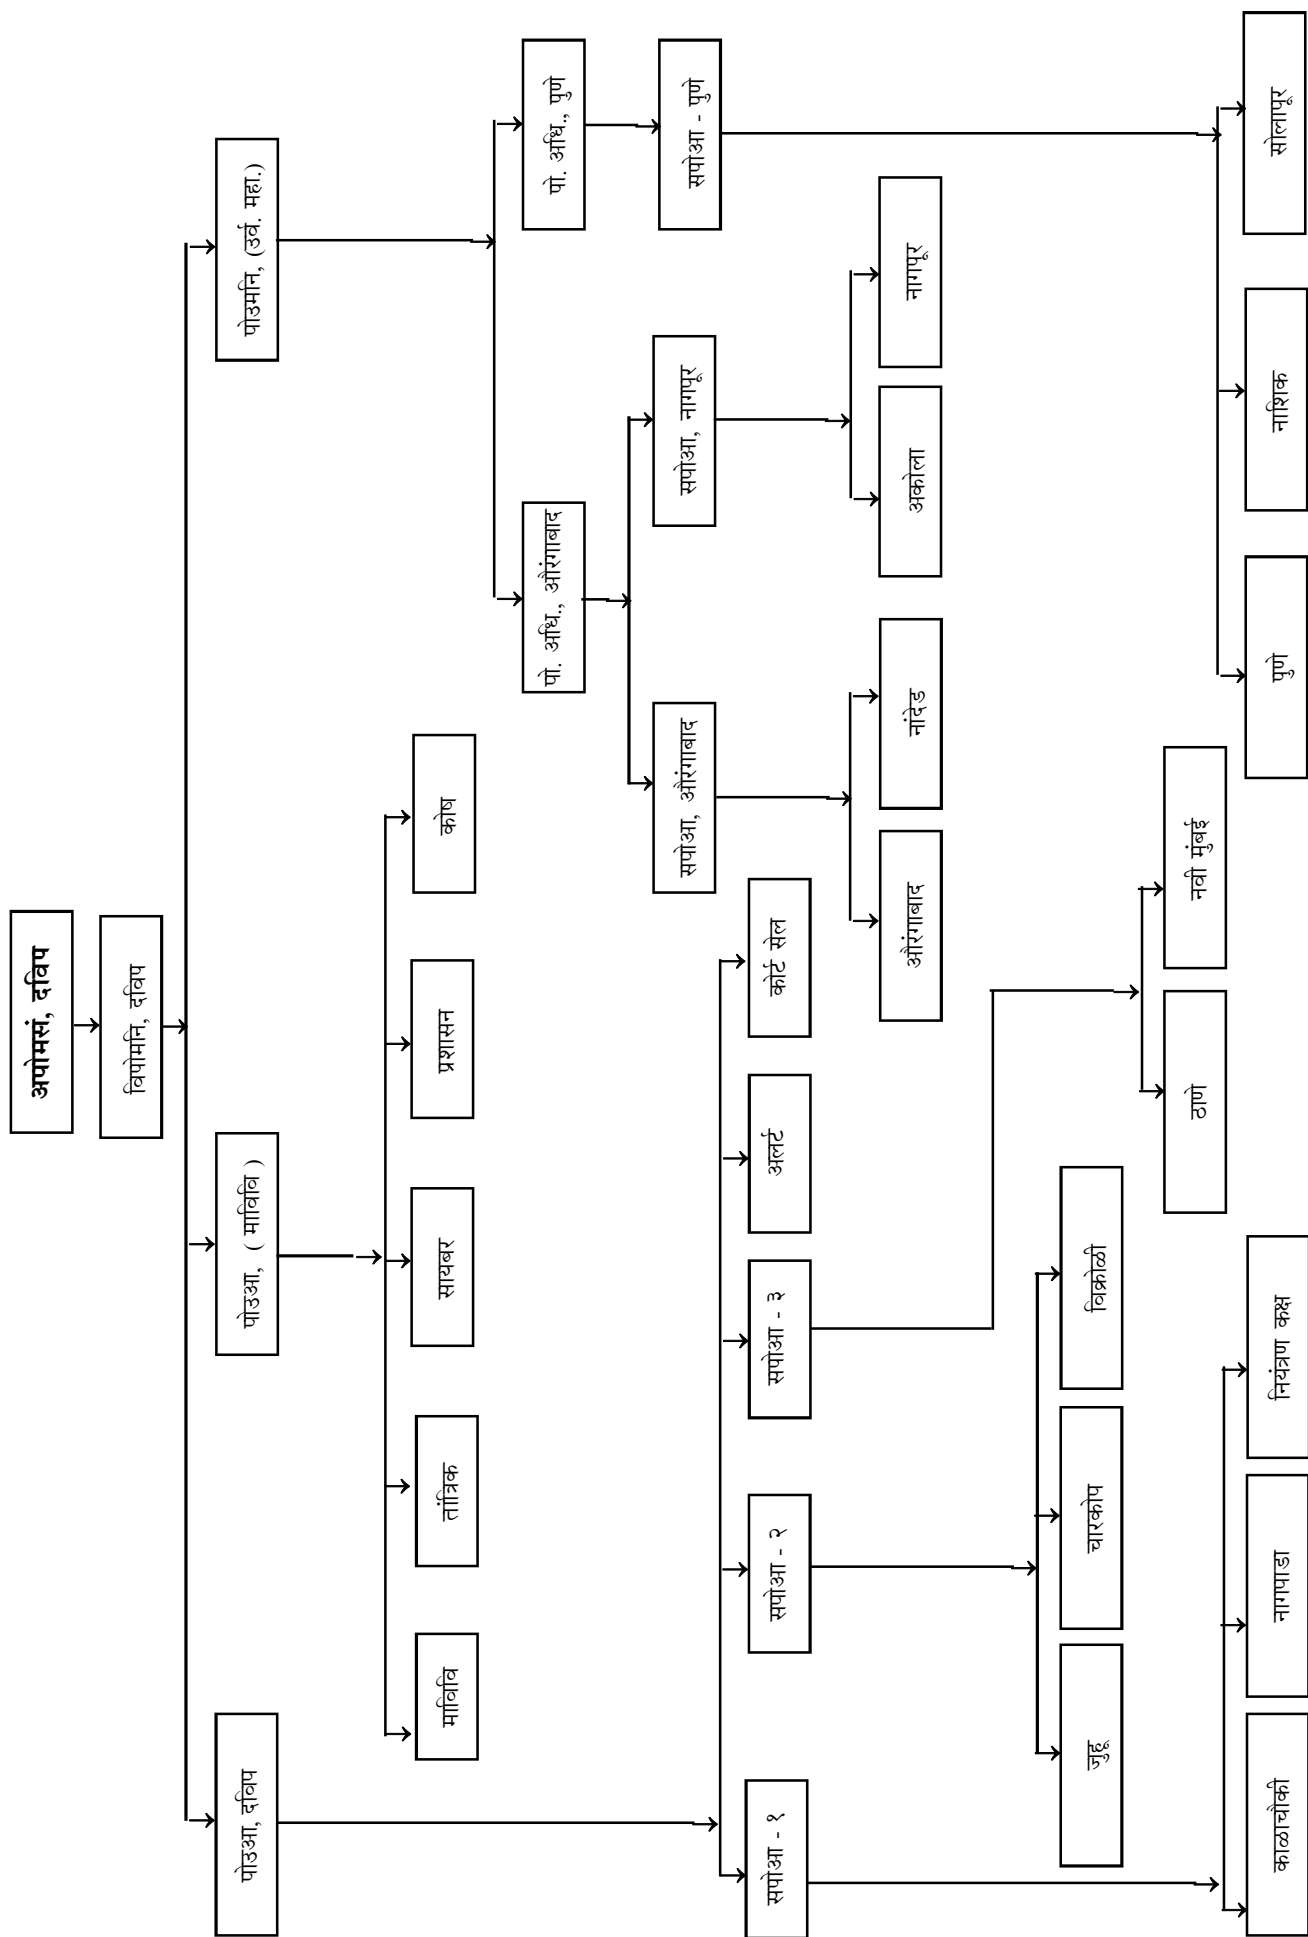 अपोमसं, दविप
विपोमनि, दविप
पोउआ, दविप
पोउआ, ( माविवि )
पोउमनि, (उर्व. महा.)
माविवि
तांत्रिक
सायबर
प्रशासन
कोष
पो. अधि., औरंगाबाद
पो. अधि., पुणे
सपोआ, औरंगाबाद
सपोआ, नागपूर
सपोआ - पुणे
सपोआ - १
सपोआ - २
सपोआ - ३
अलर्ट
कोर्ट सेल
औरंगाबाद
नांदेड
अकोला
नागपूर
जुहू
चारकोप
विक्रोळी
ठाणे
नवी मुंबई
काळाचौकी
नागपाडा
नियंत्रण कक्ष
पुणे
नाशिक
सोलापूर